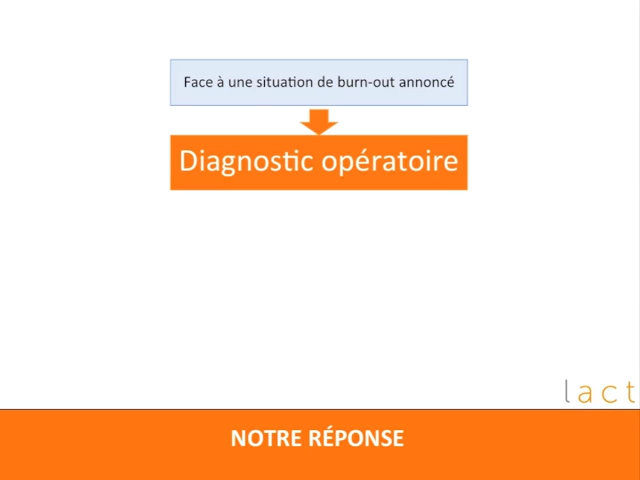 Face à une situation de burn-out annoncé
Diagnostic opératoire
lact
NOTRE RÉPONSE